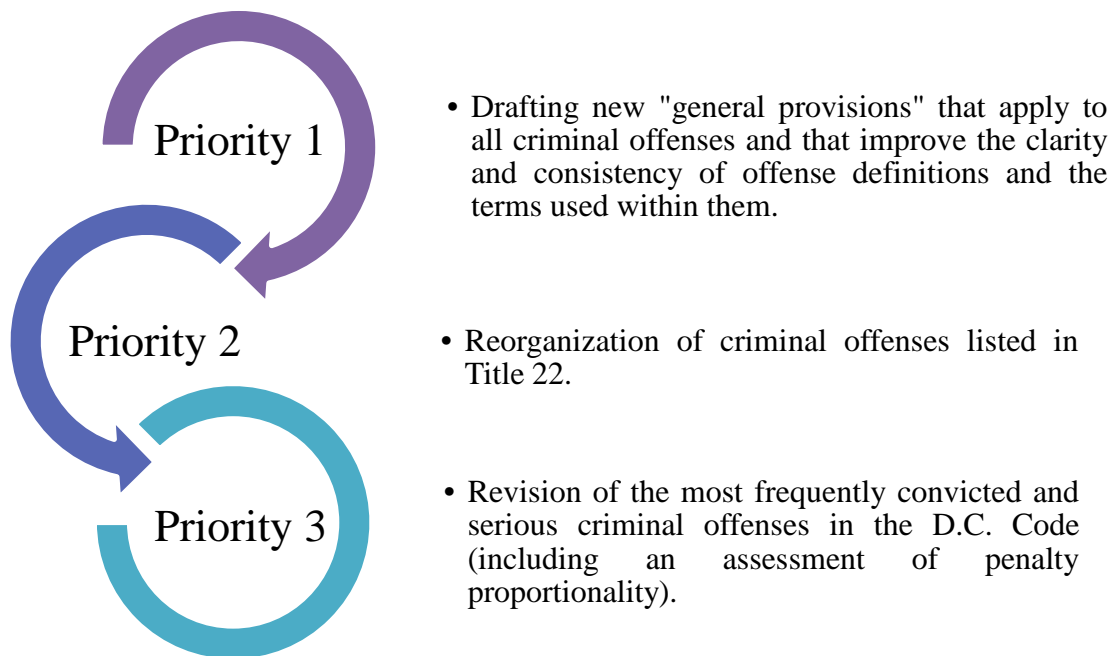 Priority 1
• Drafting new "general provisions" that apply to
all criminal offenses and that improve the clarity
and consistency of offense definitions and the
terms used within them.
Priority 2
• Reorganization of criminal offenses listed in
Title 22.
Priority 3
• Revision of the most frequently convicted and
serious criminal offenses in the D.C. Code
(including an assessment of penalty
proportionality).